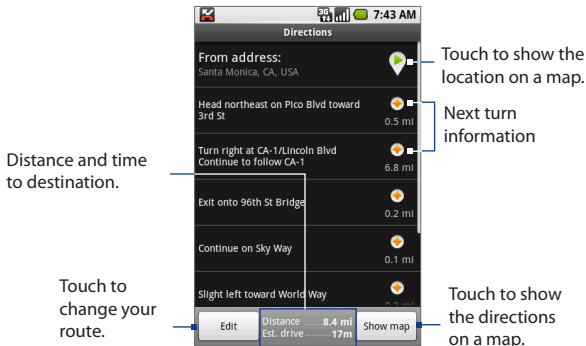 3G
7:43 AM
Directions
From address:
Santa Monica, CA, USA
Touch to show the
location on a map.
Head northeast on Pico Blvd toward
3rd St
0.5 mi
Next turn
information
Turn right at CA-1/Lincoln Blvd
Continue to follow CA-1
6.8 mi
Distance and time
to destination.
Exit onto 96th St Bridge
0.2 mi
Continue on Sky Way
0.1 mi
Slight left toward World Way
0.2 mi
Touch to
change your
route.
Edit
Distance ...... 8.4 mi
Est. drive ......... 17m
Show map
Touch to show
the directions
on a map.